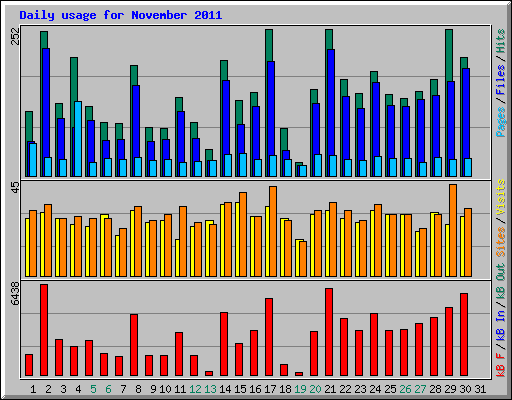 Daily usage for November 2011
252
Pages / Files / Hits
45
Sites / Visits
6438
kB F / kB In / kB Out
1 2 3 4 5 6 7 8 9 10 11 12 13 14 15 16 17 18 19 20 21 22 23 24 25 26 27 28 29 30 31